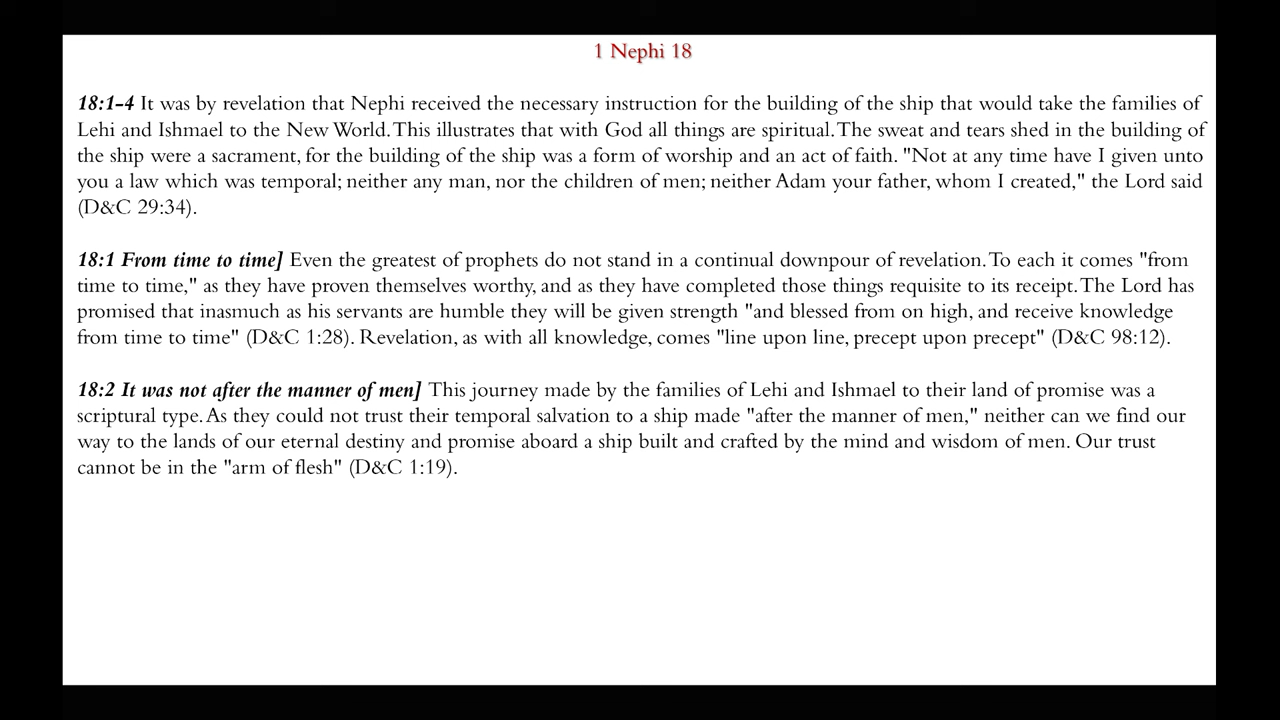 1 Nephi 18
18:1-4 It was by revelation that Nephi received the necessary instruction for the building of the ship that would take the families of
Lehi and Ishmael to the New World. This illustrates that with God all things are spiritual. The sweat and tears shed in the building of
the ship were a sacrament, for the building of the ship was a form of worship and an act of faith. "Not at any time have I given unto
you a law which was temporal; neither any man, nor the children of men; neither Adam your father, whom I created," the Lord said
(D&C 29:34).
18:1 From time to time] Even the greatest of prophets do not stand in a continual downpour of revelation. To each it comes "from
time to time," as they have proven themselves worthy, and as they have completed those things requisite to its receipt. The Lord has
promised that inasmuch as his servants are humble they will be given strength "and blessed from on high, and receive knowledge
from time to time" (D&C 1:28). Revelation, as with all knowledge, comes "line upon line, precept upon precept" (D&C 98:12).
18:2 It was not after the manner of men] This journey made by the families of Lehi and Ishmael to their land of promise was a
scriptural type. As they could not trust their temporal salvation to a ship made "after the manner of men," neither can we find our
way to the lands of our eternal destiny and promise aboard a ship built and crafted by the mind and wisdom of men. Our trust
cannot be in the "arm of flesh" (D&C 1:19).